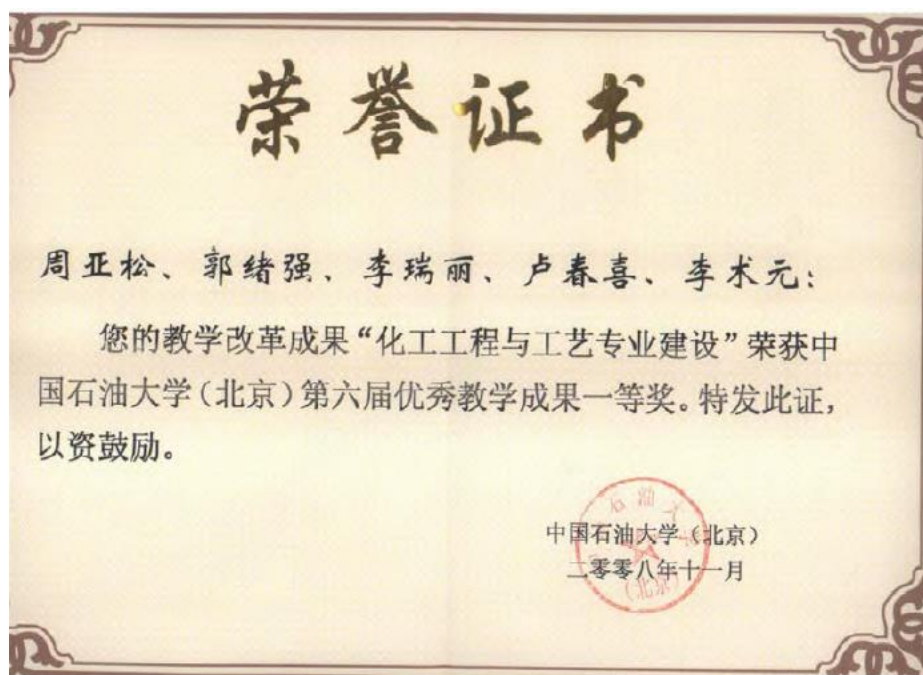 荣誉证书
周亚松、郭绪强、李瑞丽、卢春喜、李术元:
您的教学改革成果“化工工程与工艺专业建设”荣获中
国石油大学(北京)第六届优秀教学成果一等奖。特发此证,
以资鼓励。
中国石油大学(北京)
二零零八年十一月